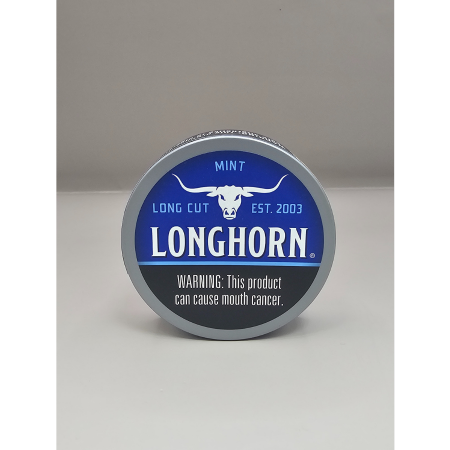 MINT
LONG CUT EST. 2003
LONGHORN®
WARNING: This product
can cause mouth cancer.